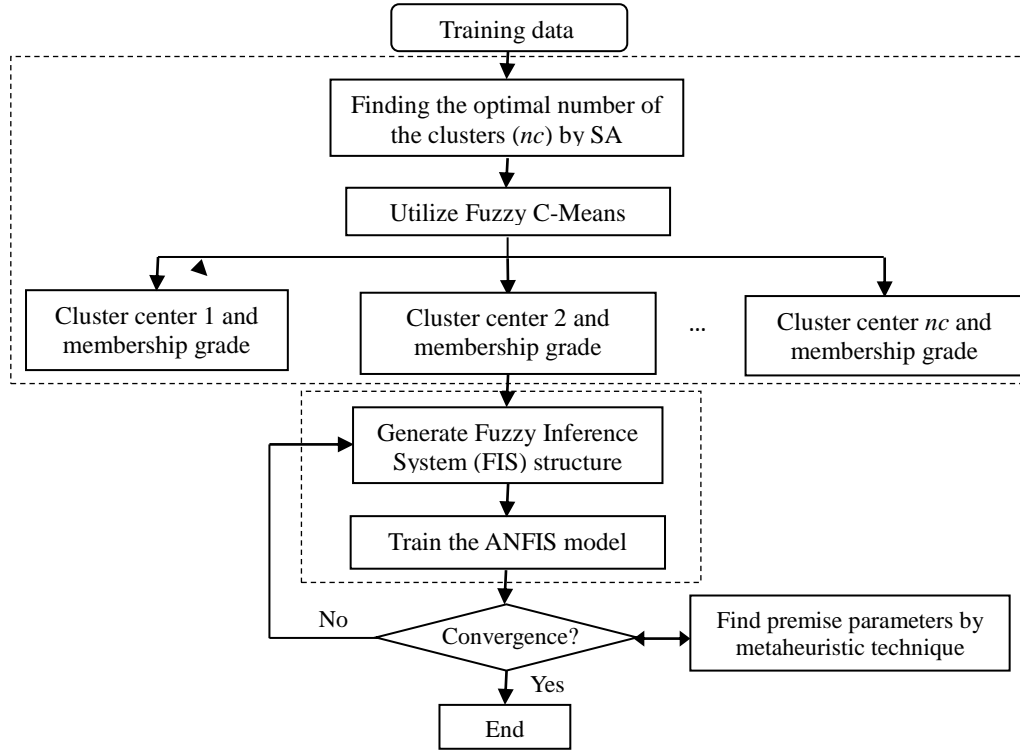 Training data
Finding the optimal number of
the clusters (nc) by SA
Utilize Fuzzy C-Means
Cluster center 1 and
membership grade
Cluster center 2 and
membership grade
...
Cluster center nc and
membership grade
Generate Fuzzy Inference
System (FIS) structure
Train the ANFIS model
No
Convergence?
Find premise parameters by
metaheuristic technique
Yes
End